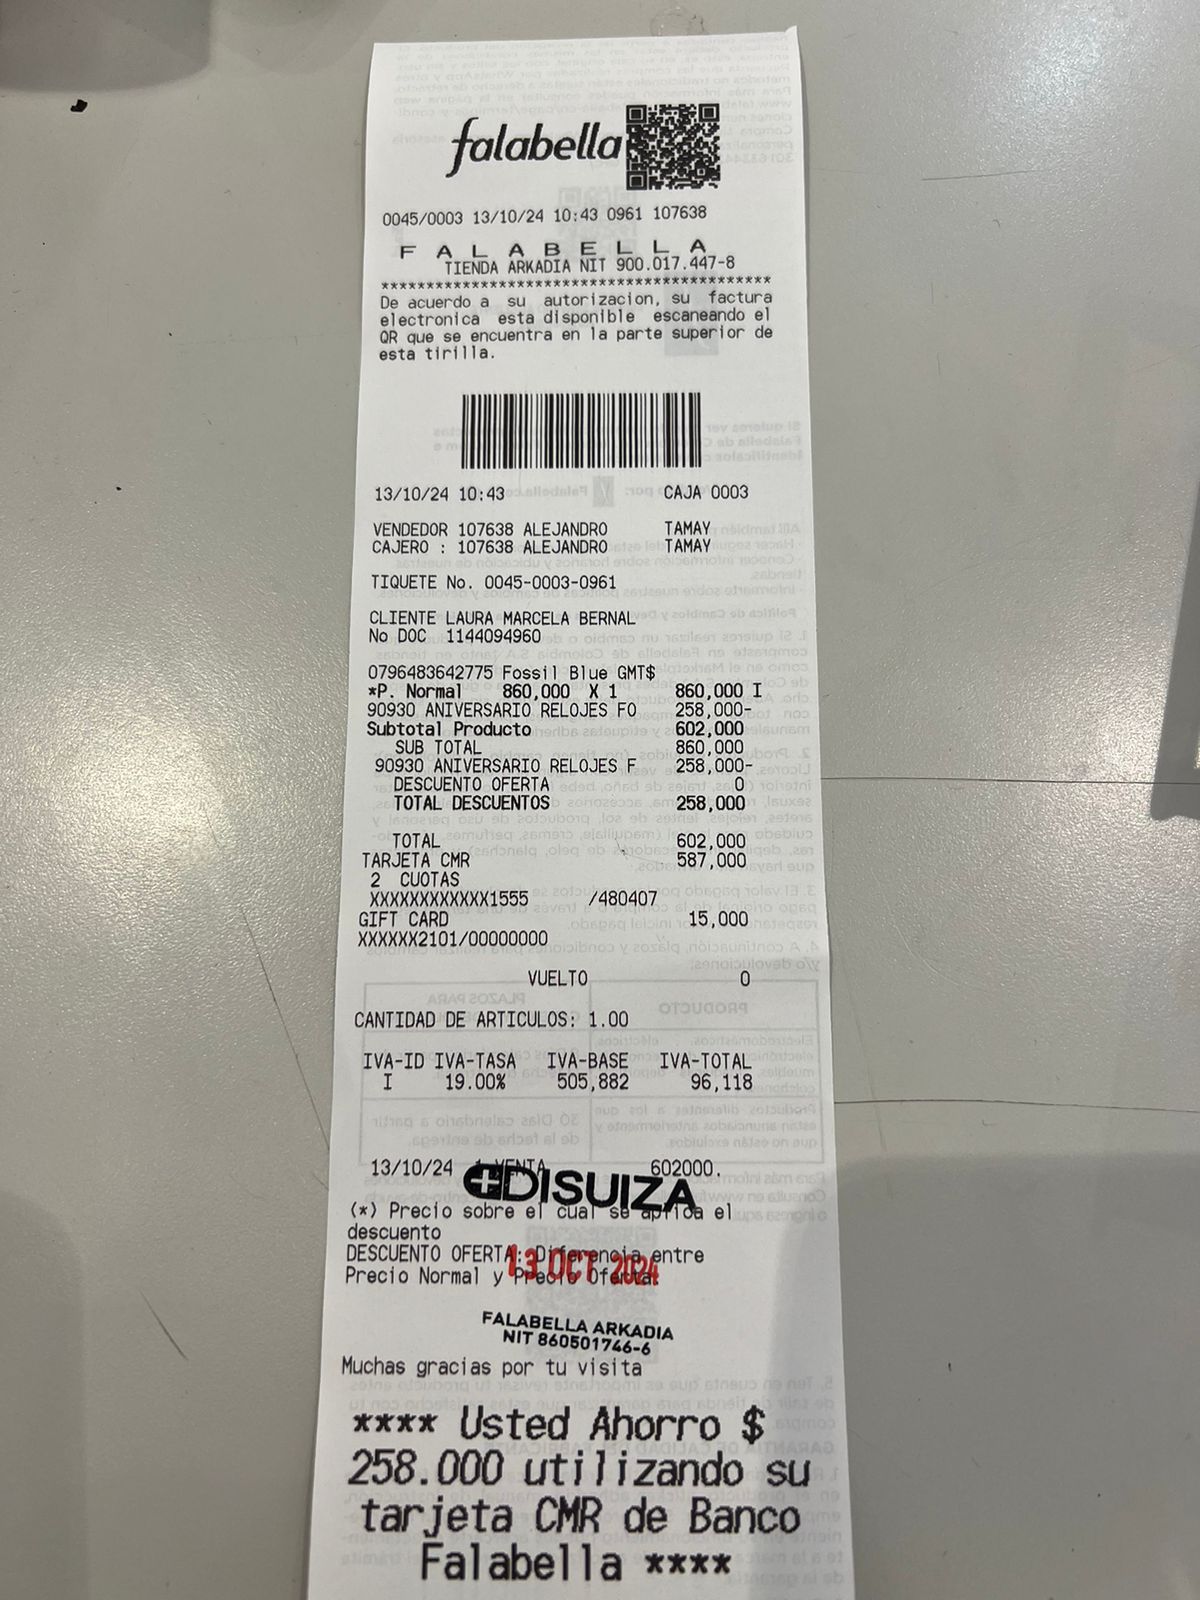 falabella
0045/0003 13/10/24 10:43 0961 107638
F A L A B E L L A
TIENDA ARKADIA NIT 900.017.447-8
******************************************
De acuerdo a su autorizacion, su factura
electronica esta disponible escaneando el
QR que se encuentra en la parte superior de
esta tirilla.
13/10/24 10:43 CAJA 0003
VENDEDOR 107638 ALEJANDRO TAMAY
CAJERO : 107638 ALEJANDRO TAMAY
TIQUETE No. 0045-0003-0961
CLIENTE LAURA MARCELA BERNAL
No DOC 1144094960
0796483642775 Fossil Blue GMT$
*P. Normal 860,000 X 1 860,000 I
90930 ANIVERSARIO RELOJES FO 258,000-
Subtotal Producto 602,000
SUB TOTAL 860,000
90930 ANIVERSARIO RELOJES F 258,000-
DESCUENTO OFERTA 0
TOTAL DESCUENTOS 258,000
TOTAL 602,000
TARJETA CMR 587,000
2 CUOTAS
XXXXXXXXXXXX1555 /480407
GIFT CARD 15,000
XXXXXX2101/00000000
VUELTO 0
CANTIDAD DE ARTICULOS: 1.00
IVA-ID IVA-TASA IVA-BASE IVA-TOTAL
I 19.00% 505,882 96,118
13/10/24 1 VENTA 602000.
DISUIZA
(*) Precio sobre el cual se aplica el
descuento
DESCUENTO OFERTA: Diferencia entre
13 OCT 2024
Precio Normal y Precio Oferta
FALABELLA ARKADIA
NIT 860501746-6
Muchas gracias por tu visita
**** Usted Ahorro $
258.000 utilizando su
tarjeta CMR de Banco
Falabella ****